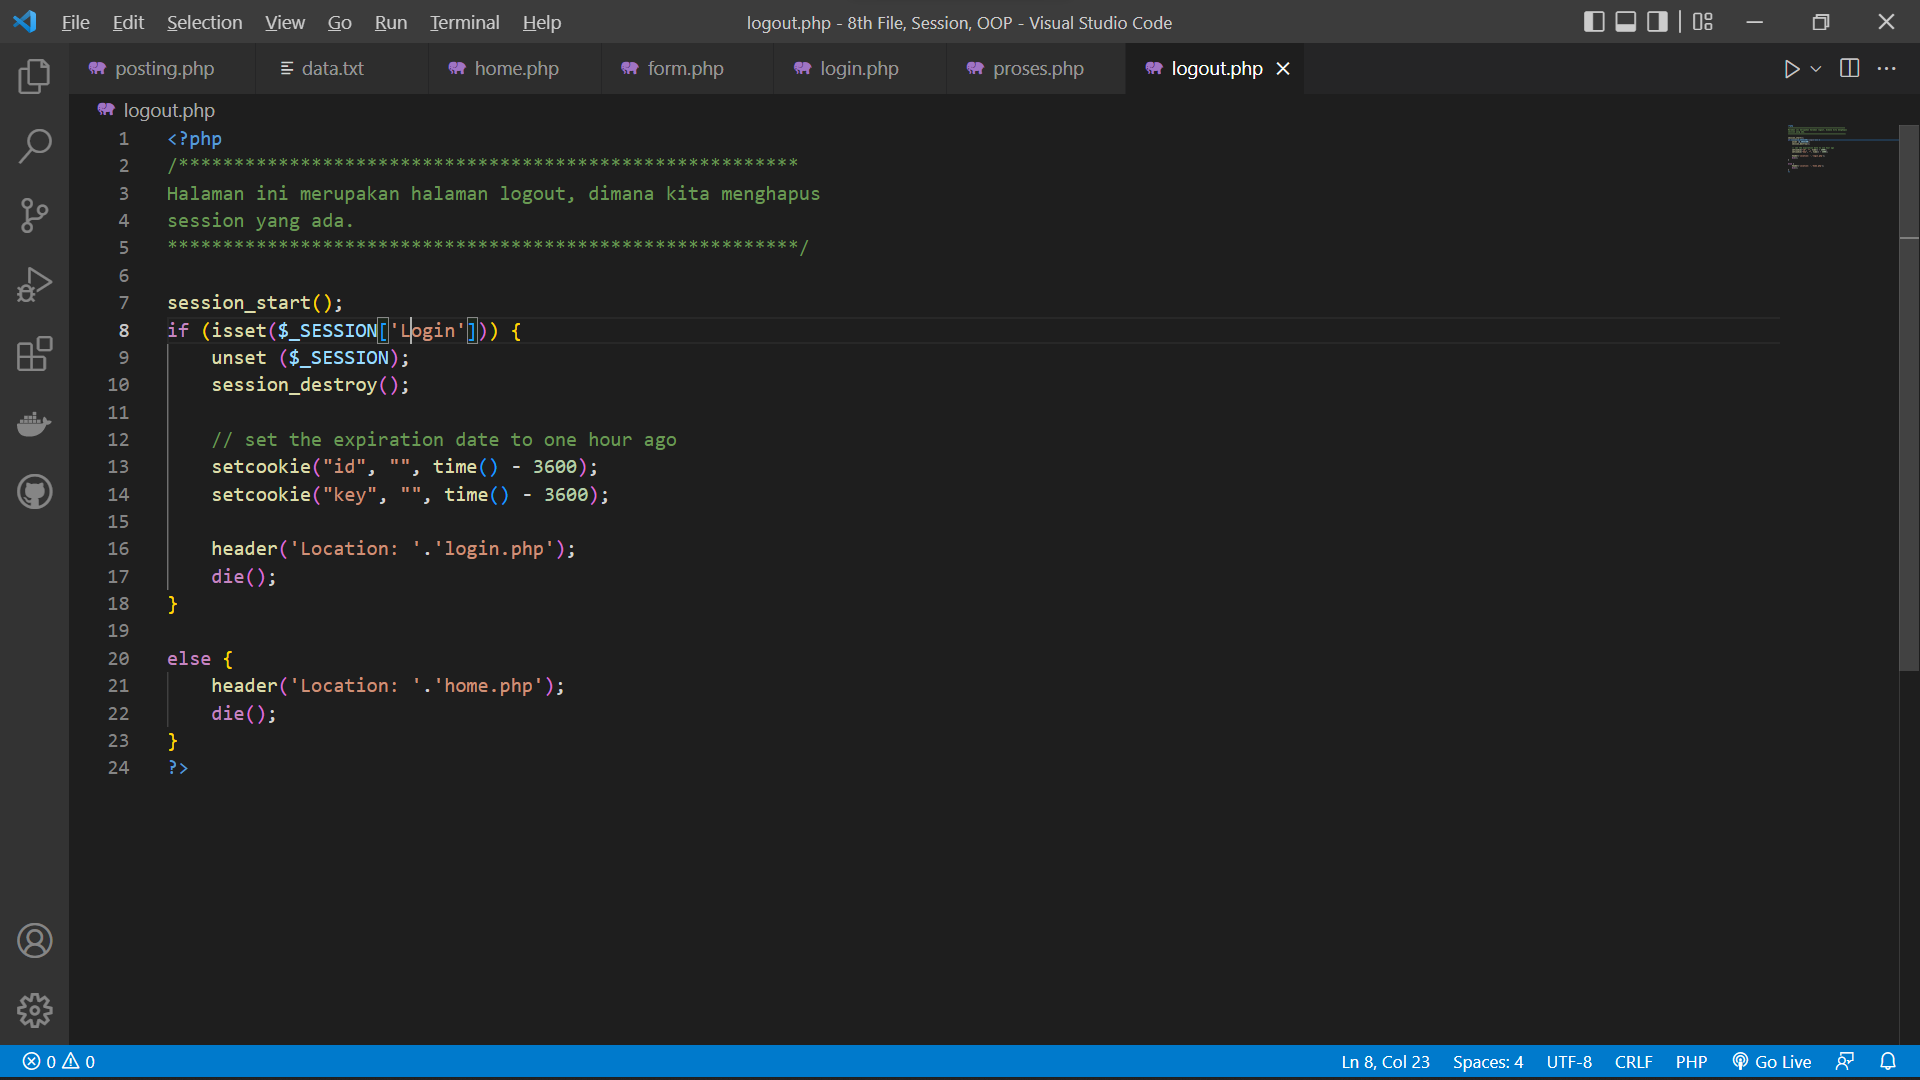 File Edit Selection View Go Run Terminal Help logout.php - 8th File, Session, OOP - Visual Studio Code
posting.php data.txt home.php form.php login.php proses.php logout.php
logout.php
1 <?php
2 /********************************************************
3 Halaman ini merupakan halaman logout, dimana kita menghapus
4 session yang ada.
5 *********************************************************/
6
7 session_start();
8 if (isset($_SESSION['Login'])) {
9     unset ($_SESSION);
10     session_destroy();
11
12     // set the expiration date to one hour ago
13     setcookie("id", "", time() - 3600);
14     setcookie("key", "", time() - 3600);
15
16     header('Location: '.'login.php');
17     die();
18 }
19
20 else {
21     header('Location: '.'home.php');
22     die();
23 }
24 ?>
0 0 Ln 8, Col 23 Spaces: 4 UTF-8 CRLF PHP Go Live